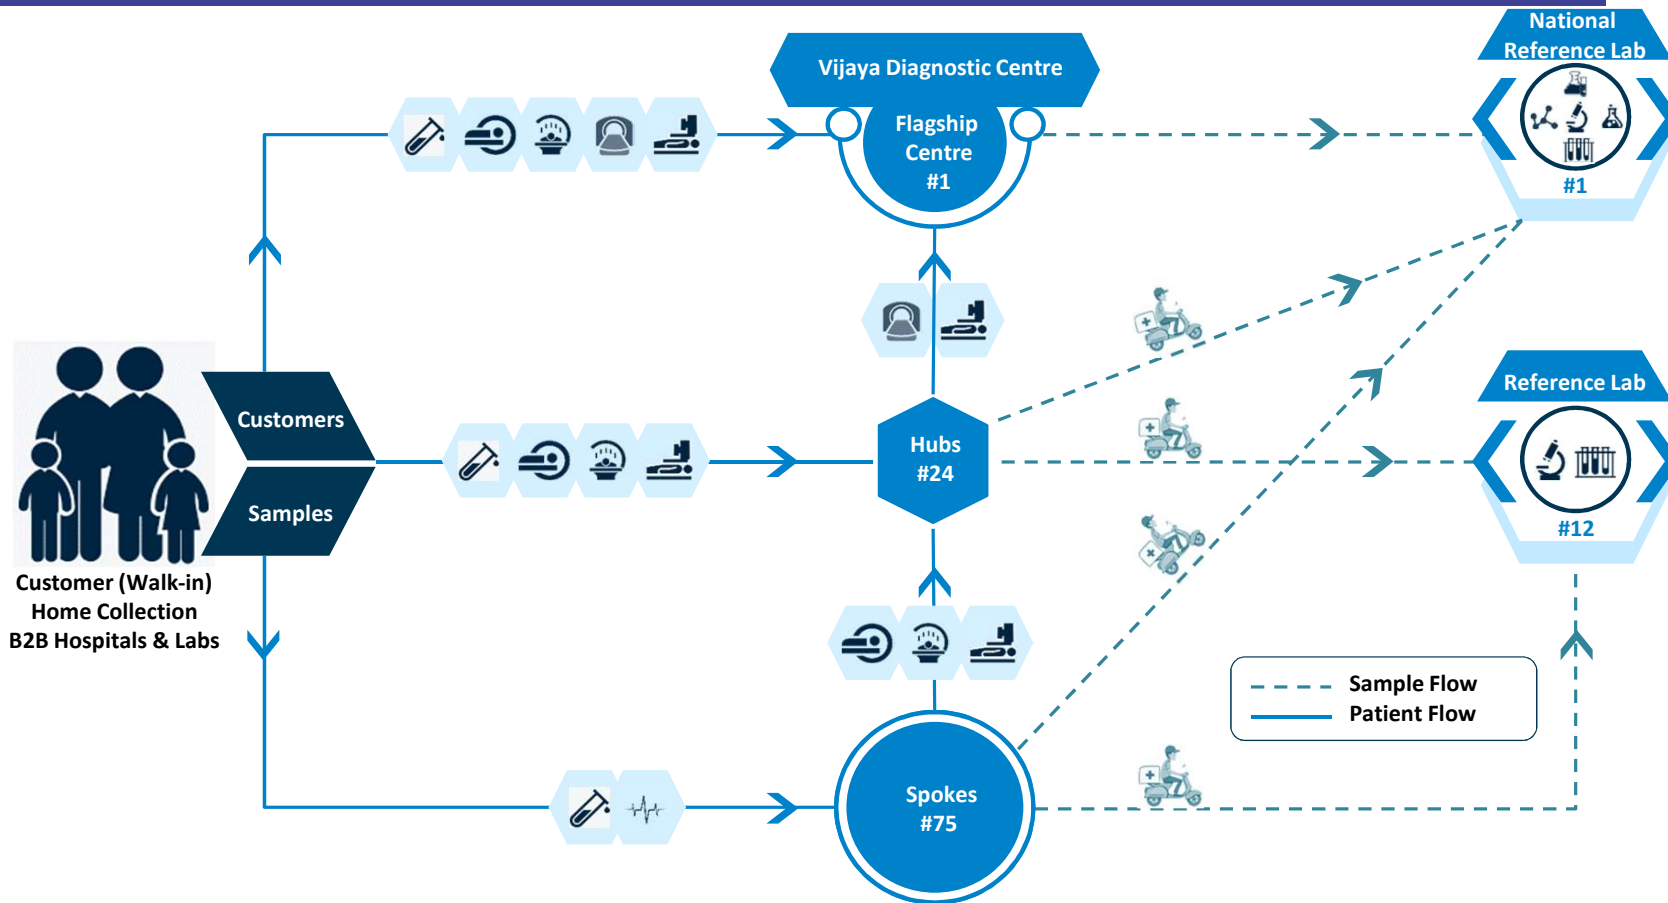 National
Reference Lab
#1
Vijaya Diagnostic Centre
Flagship
Centre
#1
Customers
Samples
Customer (Walk-in)
Home Collection
B2B Hospitals & Labs
Hubs
#24
Reference Lab
#12
Spokes
#75
Sample Flow
Patient Flow